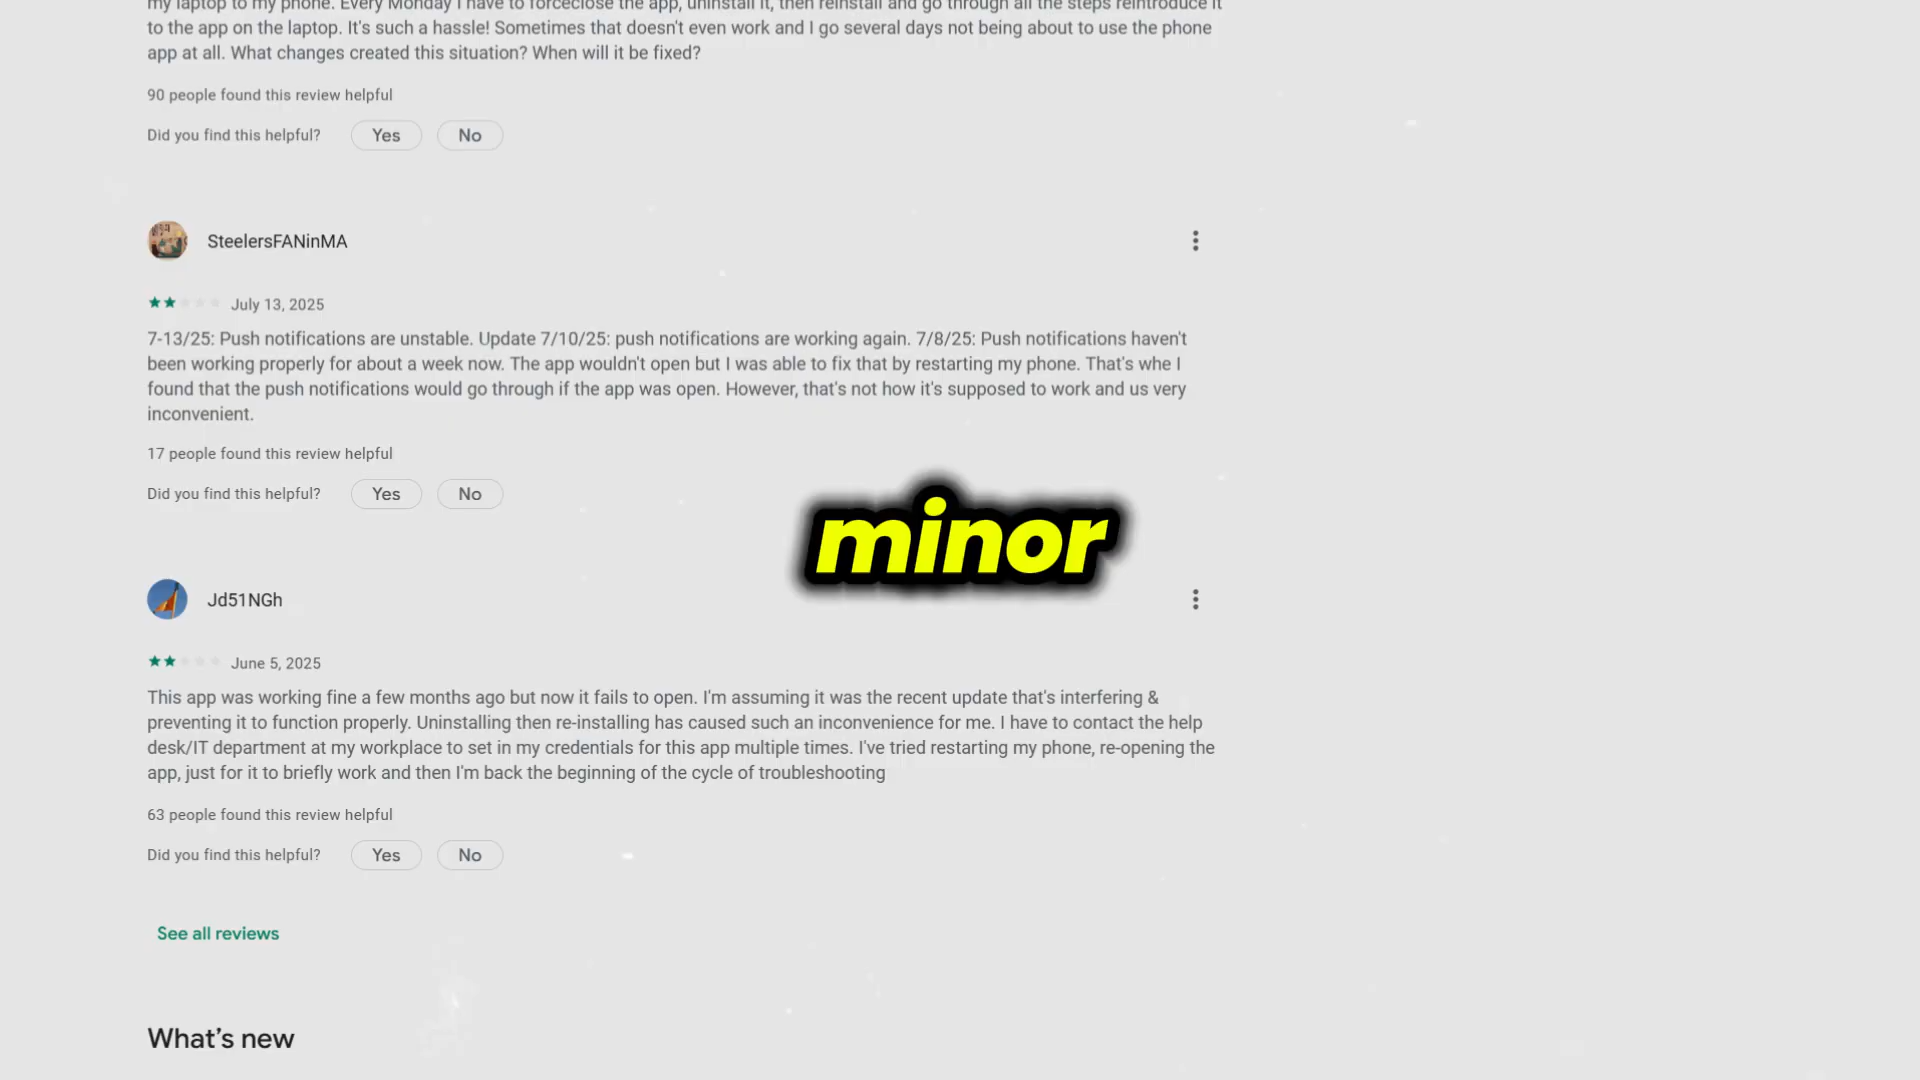 my laptop to my phone. Every Monday I have to forceclose the app, uninstall it, then reinstall and go through all the steps reintroduce it
to the app on the laptop. It's such a hassle! Sometimes that doesn't even work and I go several days not being about to use the phone
app at all. What changes created this situation? When will it be fixed?
90 people found this review helpful
Did you find this helpful? Yes No
SteelersFANinMA
July 13, 2025
7-13/25: Push notifications are unstable. Update 7/10/25: push notifications are working again. 7/8/25: Push notifications haven't
been working properly for about a week now. The app wouldn't open but I was able to fix that by restarting my phone. That's whe I
found that the push notifications would go through if the app was open. However, that's not how it's supposed to work and us very
inconvenient.
17 people found this review helpful
Did you find this helpful? Yes No
minor
Jd51NGh
June 5, 2025
This app was working fine a few months ago but now it fails to open. I'm assuming it was the recent update that's interfering &
preventing it to function properly. Uninstalling then re-installing has caused such an inconvenience for me. I have to contact the help
desk/IT department at my workplace to set in my credentials for this app multiple times. I've tried restarting my phone, re-opening the
app, just for it to briefly work and then I'm back the beginning of the cycle of troubleshooting
63 people found this review helpful
Did you find this helpful? Yes No
See all reviews
What's new